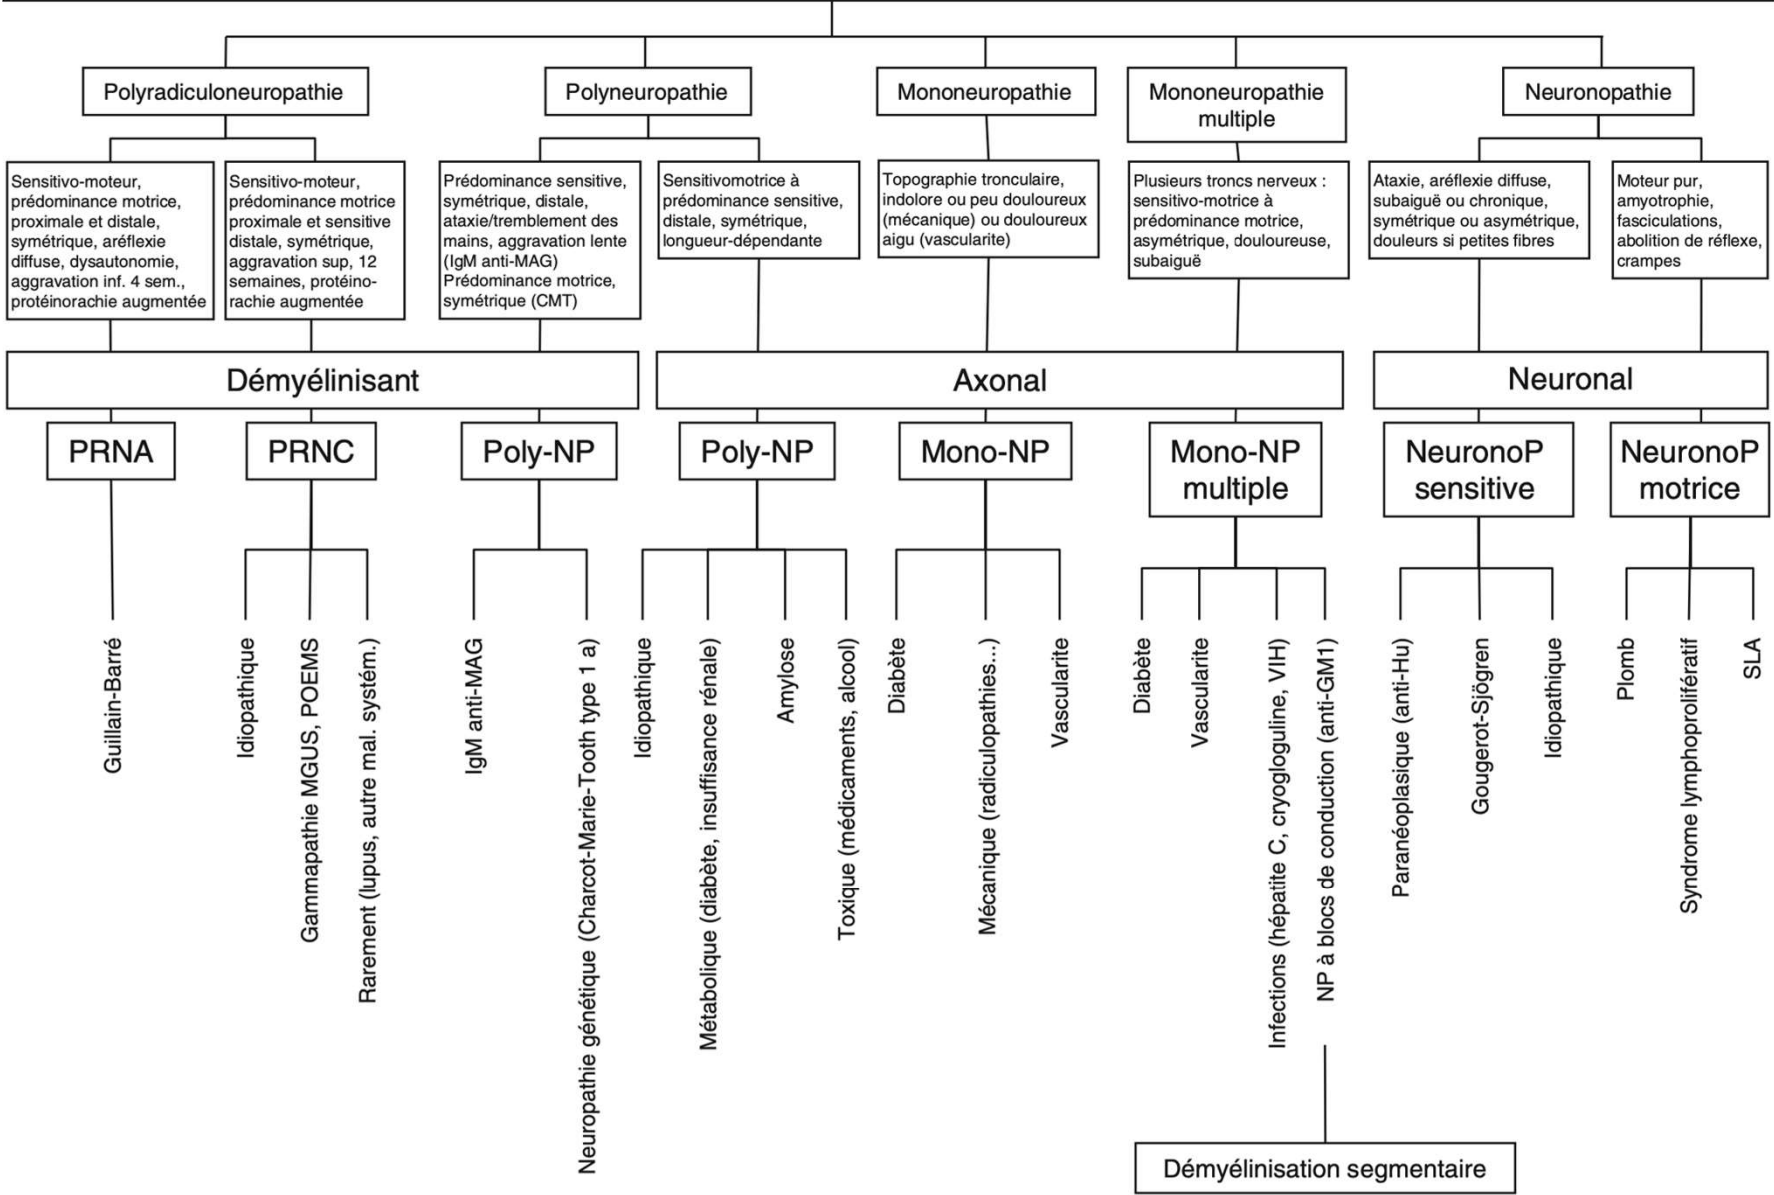 Polyradiculoneuropathie
Polyneuropathie
Mononeuropathie
Mononeuropathie
multiple
Neuronopathie
Sensitivo-moteur,
prédominance motrice,
proximale et distale,
symétrique, aréflexie
diffuse, dysautonomie,
aggravation inf. 4 sem.,
protéinorachie augmentée
Sensitivo-moteur,
prédominance motrice
proximale et sensitive
distale, symétrique,
aggravation sup, 12
semaines, protéino-
rachie augmentée
Prédominance sensitive,
symétrique, distale,
ataxie/tremblement des
mains, aggravation lente
(IgM anti-MAG)
Prédominance motrice,
symétrique (CMT)
Sensitivomotrice à
prédominance sensitive,
distale, symétrique,
longueur-dépendante
Topographie tronculaire,
indolore ou peu douloureux
(mécanique) ou douloureux
aigu (vascularite)
Plusieurs troncs nerveux :
sensitivo-motrice à
prédominance motrice,
asymétrique, douloureuse,
subaiguë
Ataxie, aréflexie diffuse,
subaiguë ou chronique,
symétrique ou asymétrique,
douleurs si petites fibres
Moteur pur,
amyotrophie,
fasciculations,
abolition de réflexe,
crampes
Démyélinisant
Axonal
Neuronal
PRNA
PRNC
Poly-NP
Poly-NP
Mono-NP
Mono-NP
multiple
NeuronoP
sensitive
NeuronoP
motrice
Guillain-Barré
Idiopathique
Gammapathie MGUS, POEMS
Rarement (lupus, autre mal. systém.)
IgM anti-MAG
Neuropathie génétique (Charcot-Marie-Tooth type 1 a)
Idiopathique
Métabolique (diabète, insuffisance rénale)
Amylose
Toxique (médicaments, alcool)
Diabète
Mécanique (radiculopathies...)
Vascularite
Diabète
Vascularite
Infections (hépatite C, cryogloguline, VIH)
NP à blocs de conduction (anti-GM1)
Paranéoplasique (anti-Hu)
Gougerot-Sjögren
Idiopathique
Plomb
Syndrome lymphoprolifératif
SLA
Démyélinisation segmentaire